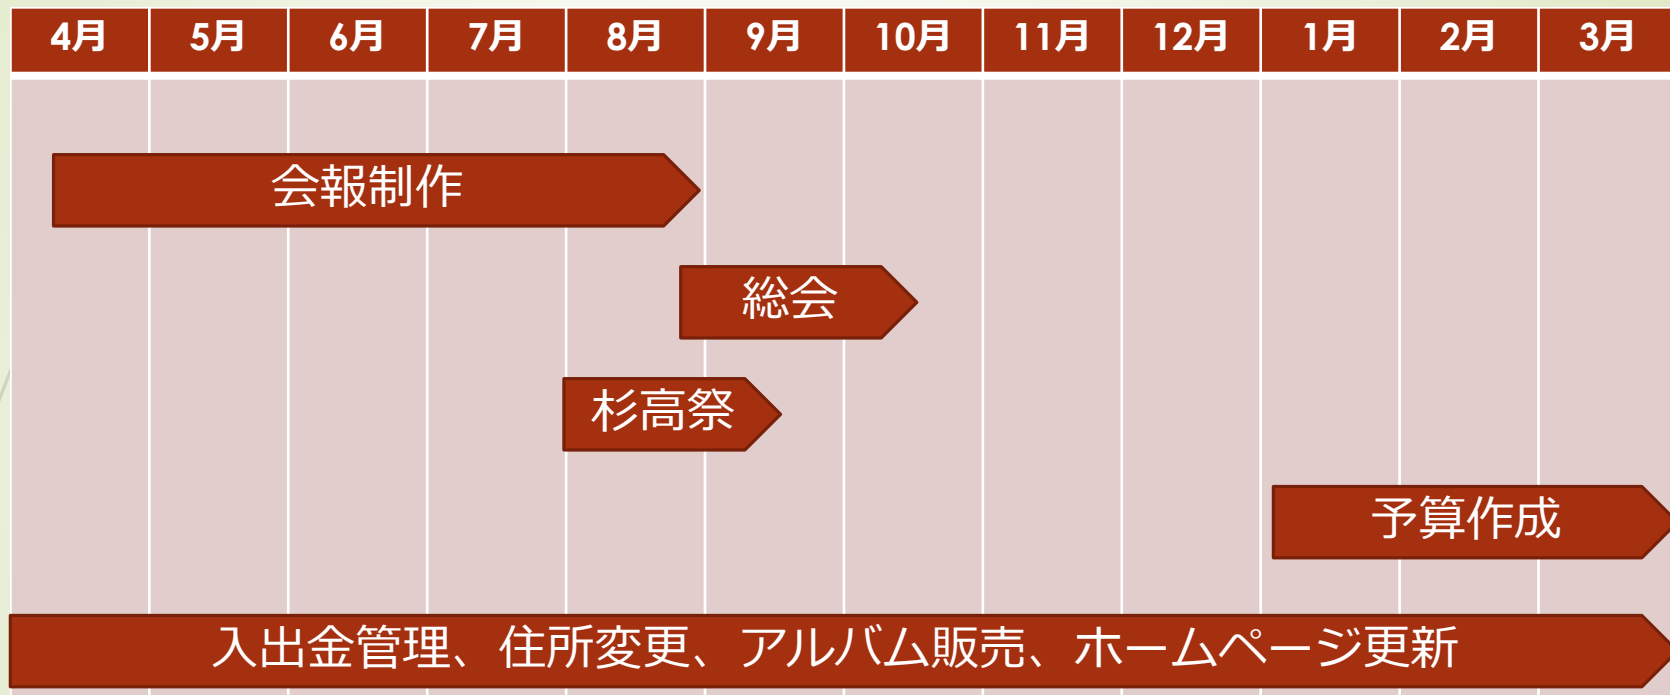 4月 5月 6月 7月 8月 9月 10月 11月 12月 1月 2月 3月
会報制作
総会
杉高祭
予算作成
入出金管理、住所変更、アルバム販売、ホームページ更新